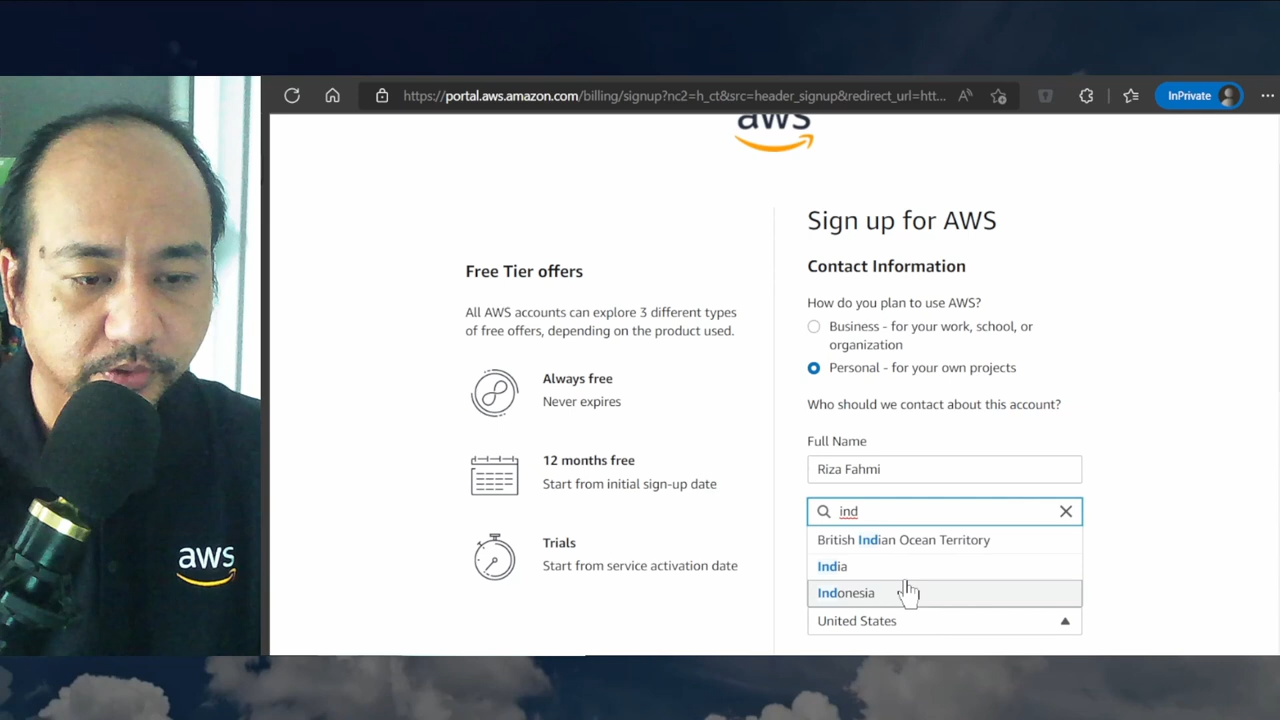 https://portal.aws.amazon.com/billing/signup?nc2=h_ct&src=header_signup&redirect_url=htt...
InPrivate
aws
Free Tier offers
All AWS accounts can explore 3 different types
of free offers, depending on the product used.
Always free
Never expires
12 months free
Start from initial sign-up date
Trials
Start from service activation date
Sign up for AWS
Contact Information
How do you plan to use AWS?
Business - for your work, school, or
organization
Personal - for your own projects
Who should we contact about this account?
Full Name
Riza Fahmi
ind
British Indian Ocean Territory
India
Indonesia
United States
aws